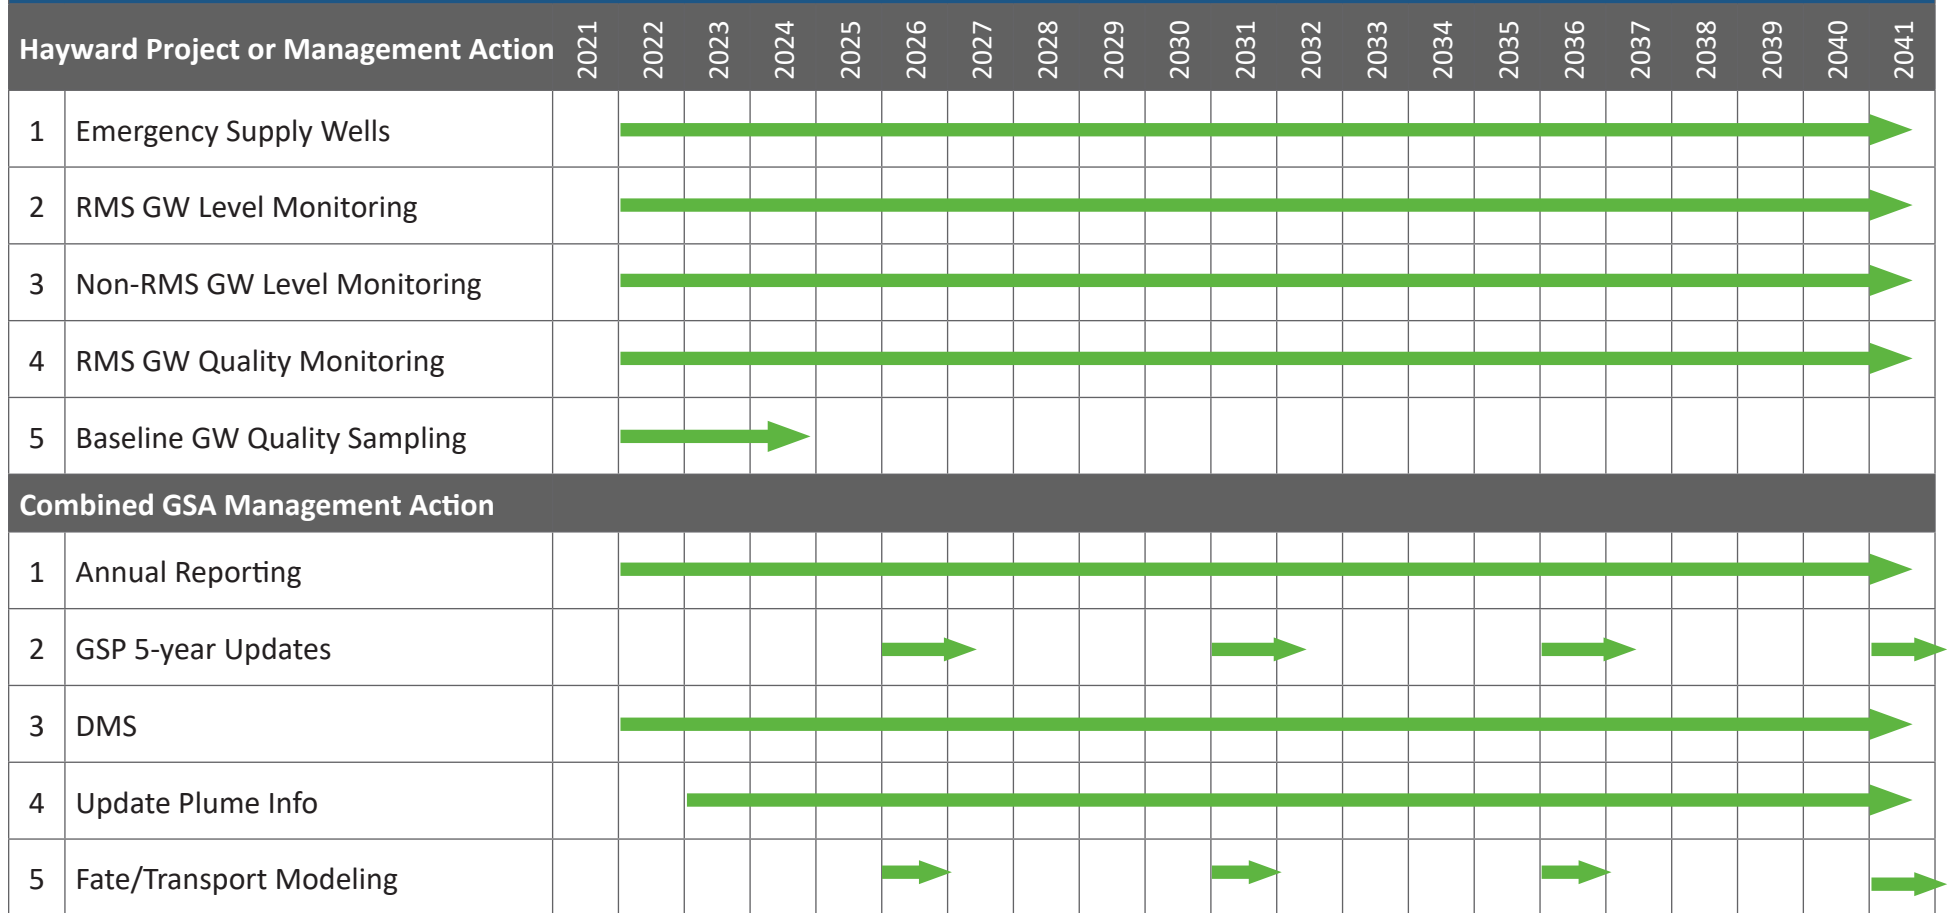 Hayward Project or Management Action 2021 2022 2023 2024 2025 2026 2027 2028 2029 2030 2031 2032 2033 2034 2035 2036 2037 2038 2039 2040 2041
1 Emergency Supply Wells
2 RMS GW Level Monitoring
3 Non-RMS GW Level Monitoring
4 RMS GW Quality Monitoring
5 Baseline GW Quality Sampling
Combined GSA Management Action
1 Annual Reporting
2 GSP 5-year Updates
3 DMS
4 Update Plume Info
5 Fate/Transport Modeling